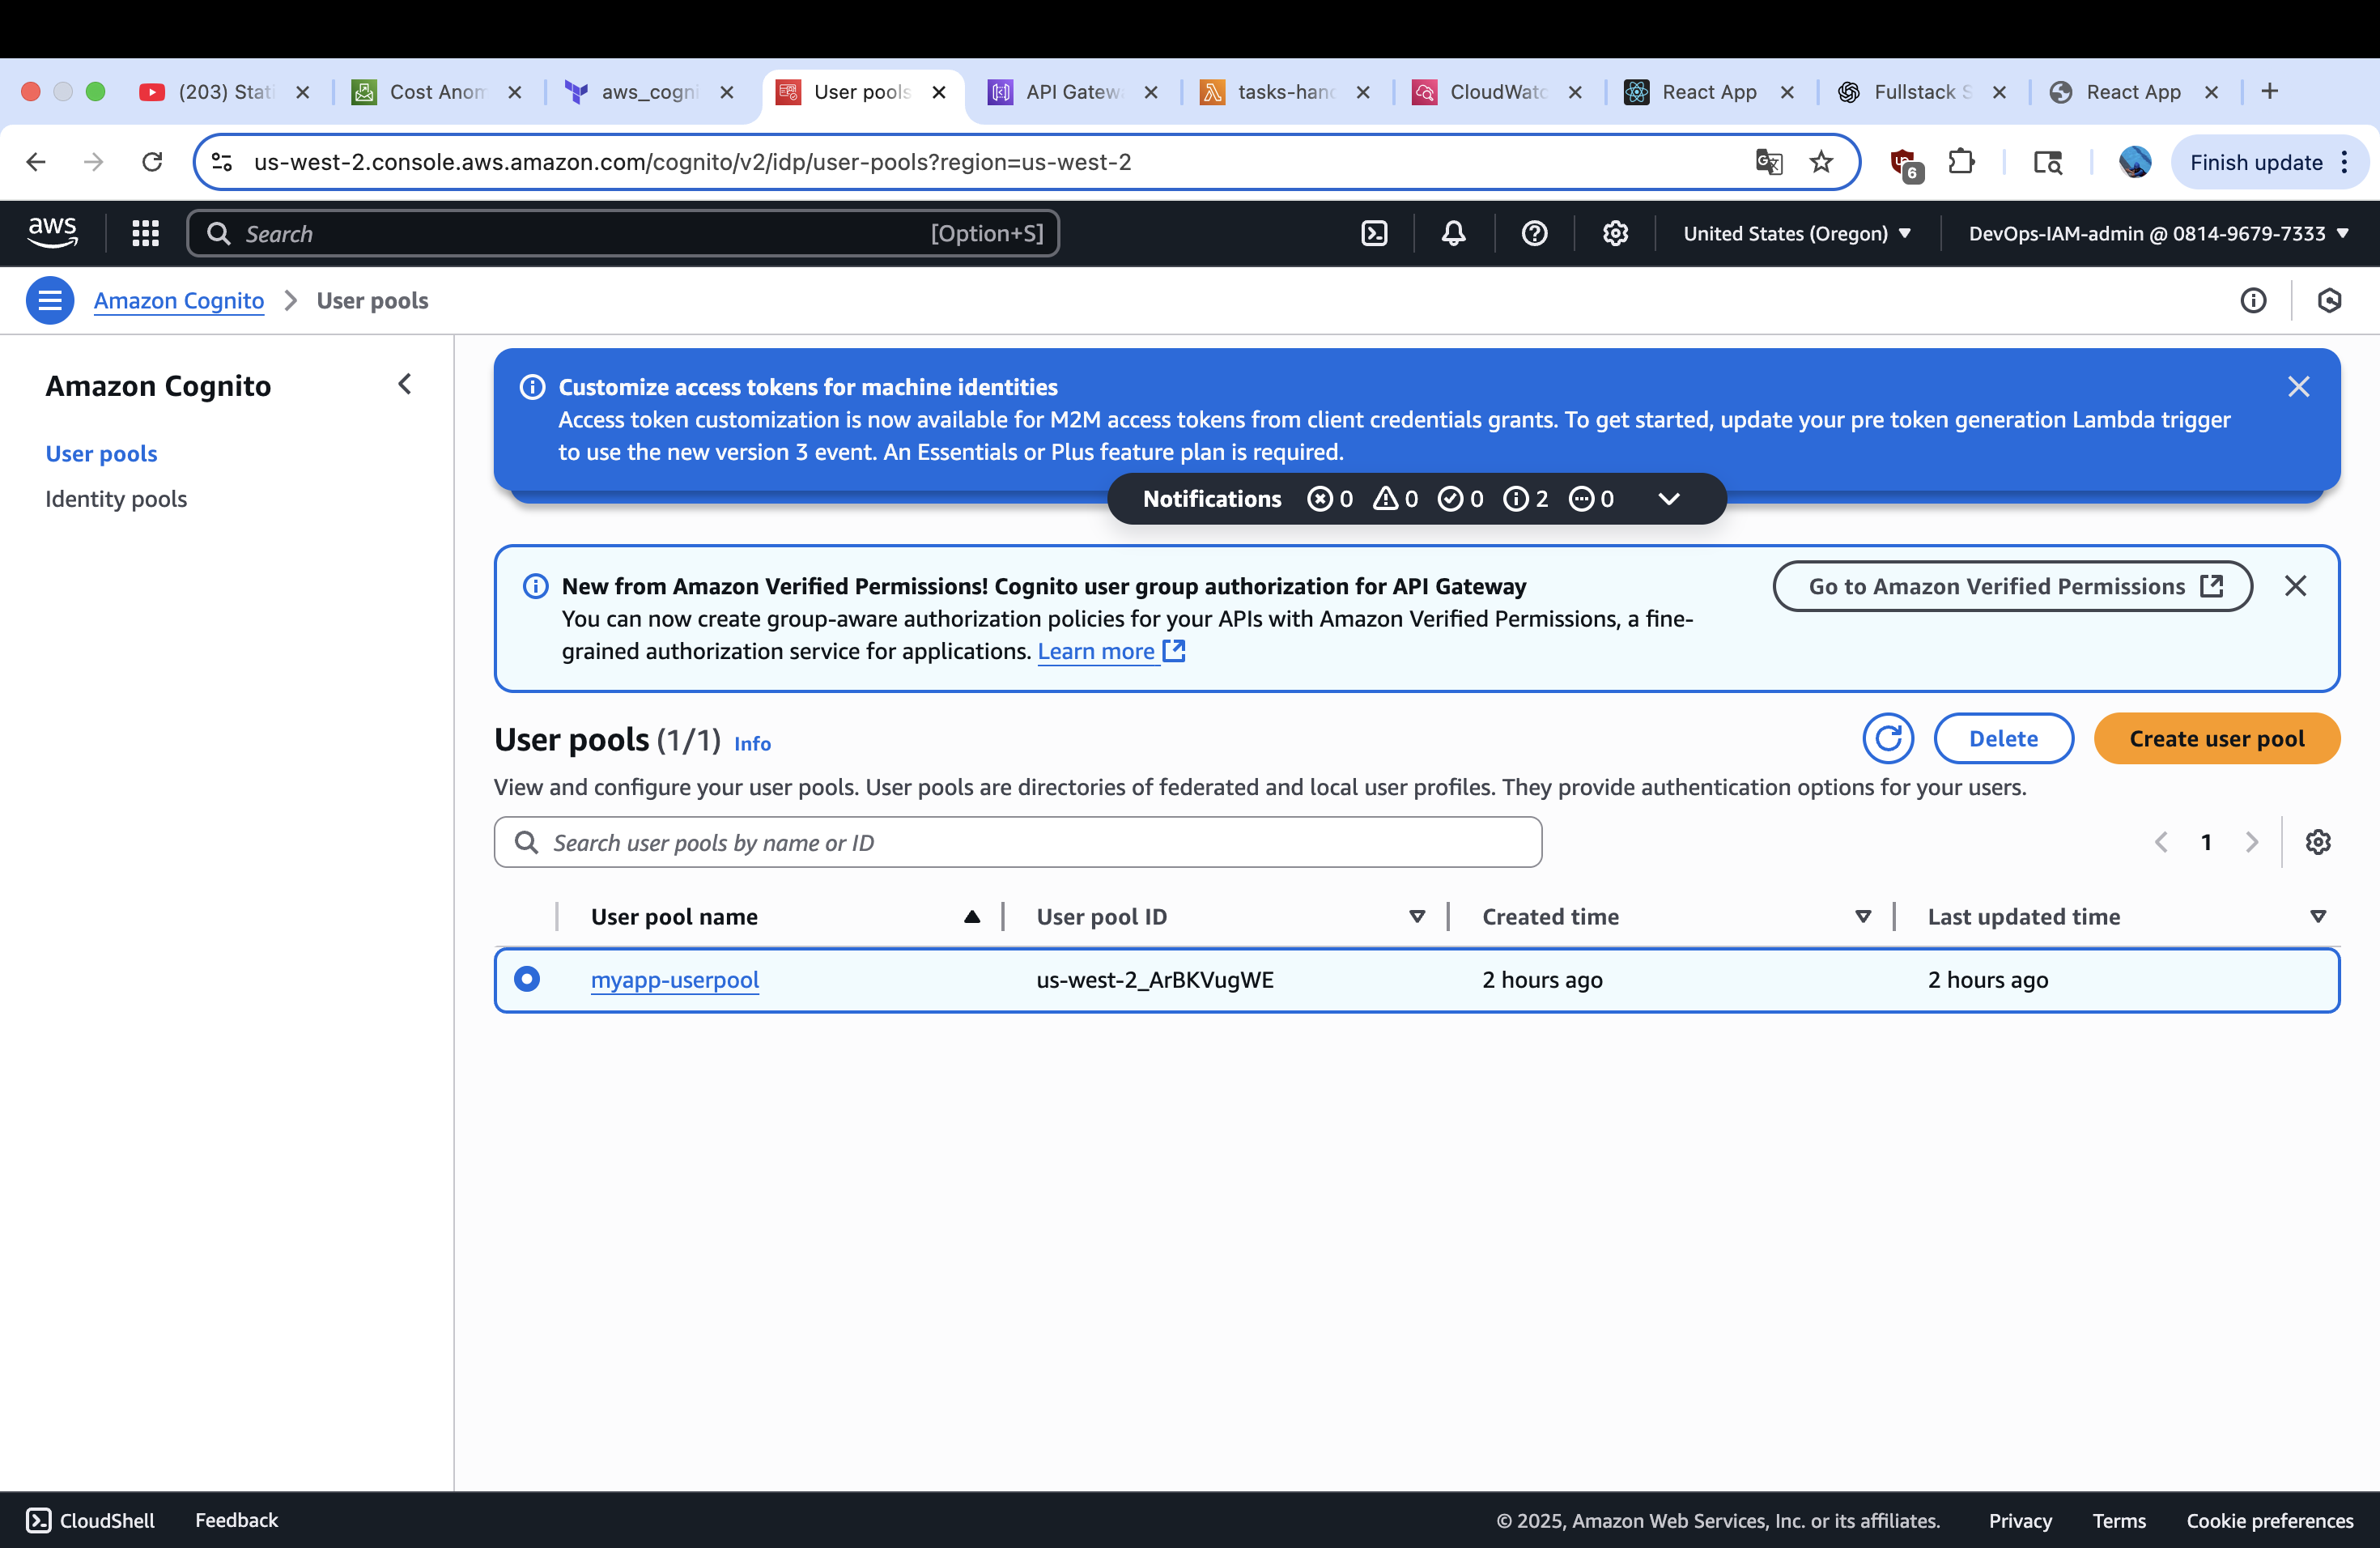 (203) Stati
Cost Anom
aws_cogni
User pools
API Gatew
tasks-hand
CloudWatc
React App
Fullstack S
React App
us-west-2.console.aws.amazon.com/cognito/v2/idp/user-pools?region=us-west-2
6
Finish update
aws
Search
[Option+S]
United States (Oregon)
DevOps-IAM-admin @ 0814-9679-7333
Amazon Cognito
User pools
Amazon Cognito
User pools
Identity pools
Customize access tokens for machine identities
Access token customization is now available for M2M access tokens from client credentials grants. To get started, update your pre token generation Lambda trigger
to use the new version 3 event. An Essentials or Plus feature plan is required.
Notifications 0 0 0 2 0
New from Amazon Verified Permissions! Cognito user group authorization for API Gateway
You can now create group-aware authorization policies for your APIs with Amazon Verified Permissions, a fine-
grained authorization service for applications. Learn more
Go to Amazon Verified Permissions
User pools (1/1) Info
Delete
Create user pool
View and configure your user pools. User pools are directories of federated and local user profiles. They provide authentication options for your users.
Search user pools by name or ID
1
User pool name
User pool ID
Created time
Last updated time
myapp-userpool
us-west-2_ArBKVugWE
2 hours ago
2 hours ago
CloudShell
Feedback
© 2025, Amazon Web Services, Inc. or its affiliates.
Privacy
Terms
Cookie preferences